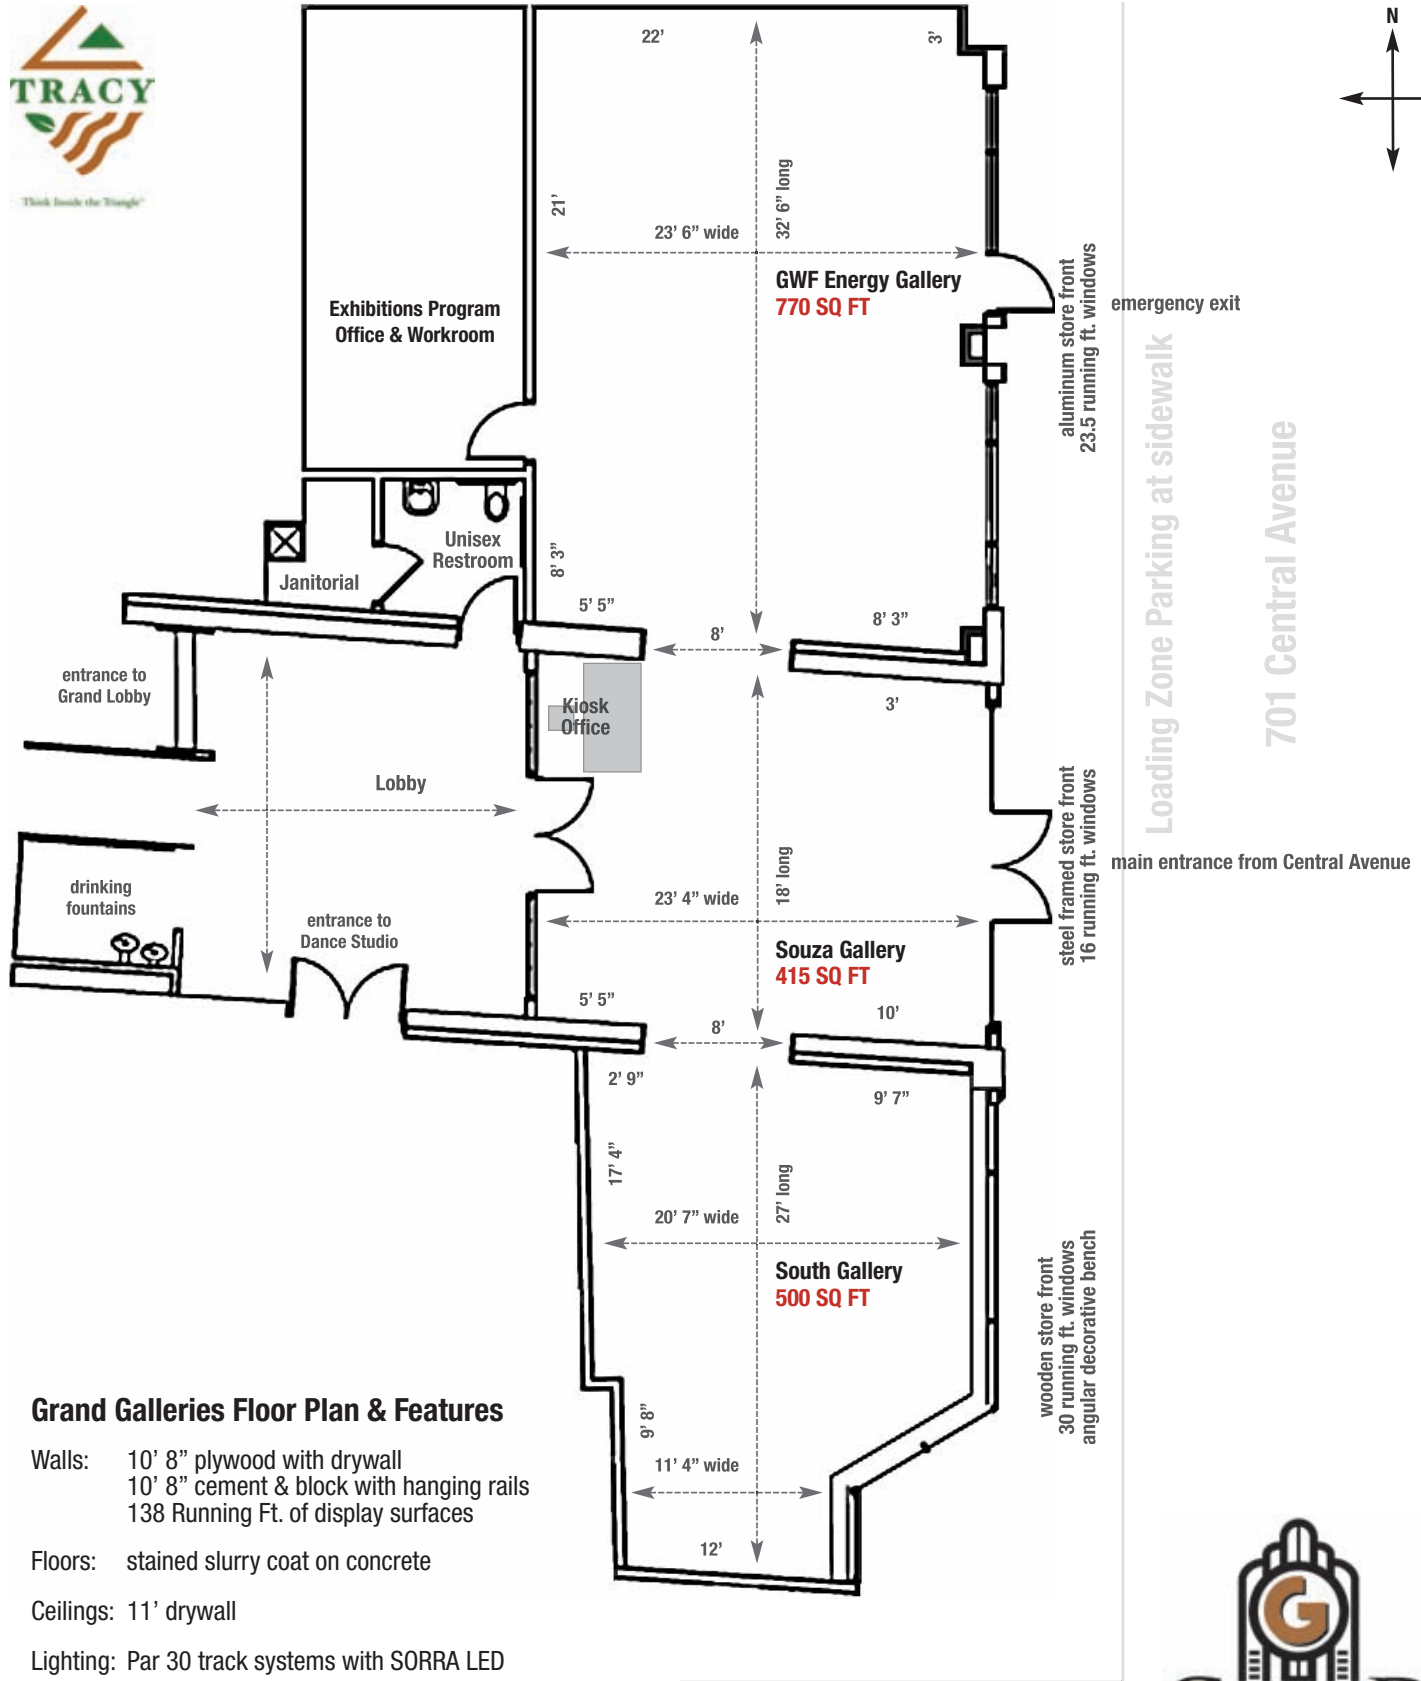 TRACY
Think Inside the Triangle™
N
22’
3’
21’
32’ 6” long
23’ 6” wide
GWF Energy Gallery
770 SQ FT
Exhibitions Program
Office & Workroom
aluminum store front
23.5 running ft. windows
emergency exit
Loading Zone Parking at sidewalk
701 Central Avenue
Unisex
Restroom
Janitorial
8’ 3”
5’ 5”
8’
8’ 3”
entrance to
Grand Lobby
Kiosk
Office
3’
Lobby
steel framed store front
16 running ft. windows
main entrance from Central Avenue
18’ long
23’ 4” wide
drinking
fountains
entrance to
Dance Studio
Souza Gallery
415 SQ FT
5’ 5”
8’
10’
2’ 9”
9’ 7”
17’ 4”
27’ long
20’ 7” wide
South Gallery
500 SQ FT
wooden store front
30 running ft. windows
angular decorative bench
9’ 8”
11’ 4” wide
12’
Grand Galleries Floor Plan & Features
Walls: 10’ 8” plywood with drywall
10’ 8” cement & block with hanging rails
138 Running Ft. of display surfaces
Floors: stained slurry coat on concrete
Ceilings: 11’ drywall
Lighting: Par 30 track systems with SORRA LED
G